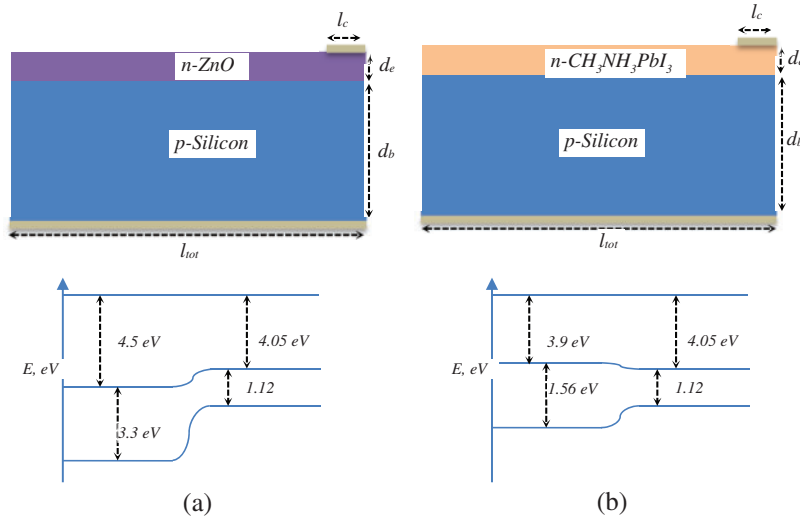 l_c
n-ZnO
d_e
p-Silicon
d_b
l_tot
4.5 eV
4.05 eV
E, eV
1.12
3.3 eV
(a)
l_c
n-CH_3NH_3PbI_3
p-Silicon
l_tot
3.9 eV
4.05 eV
E, eV
1.56 eV
1.12
(b)